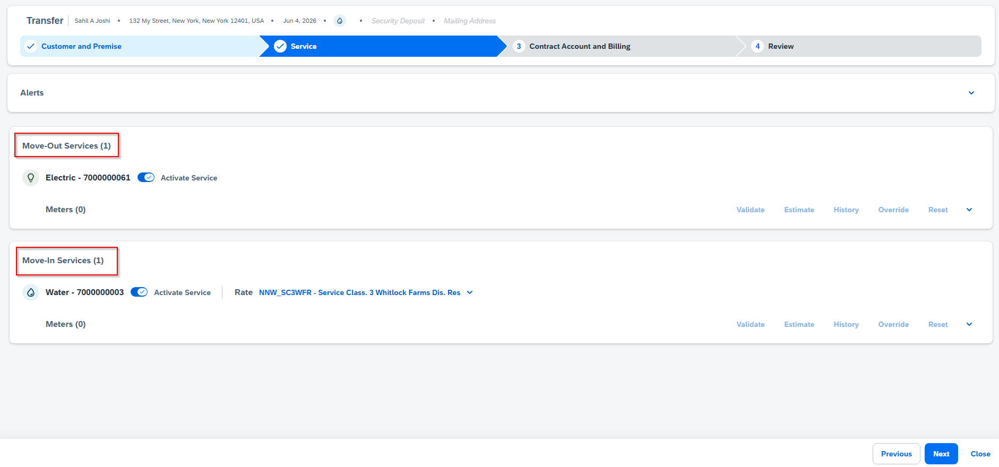 Transfer Sahil A Joshi • 132 My Street, New York, New York 12401, USA • Jun 4, 2026 • • Security Deposit • Mailing Address
Customer and Premise Service 3 Contract Account and Billing 4 Review
Alerts
Move-Out Services (1)
Electric - 7000000061 Activate Service
Meters (0) Validate Estimate History Override Reset
Move-In Services (1)
Water - 7000000003 Activate Service Rate NNW_SC3WFR - Service Class. 3 Whitlock Farms Dis. Res
Meters (0) Validate Estimate History Override Reset
Previous Next Close